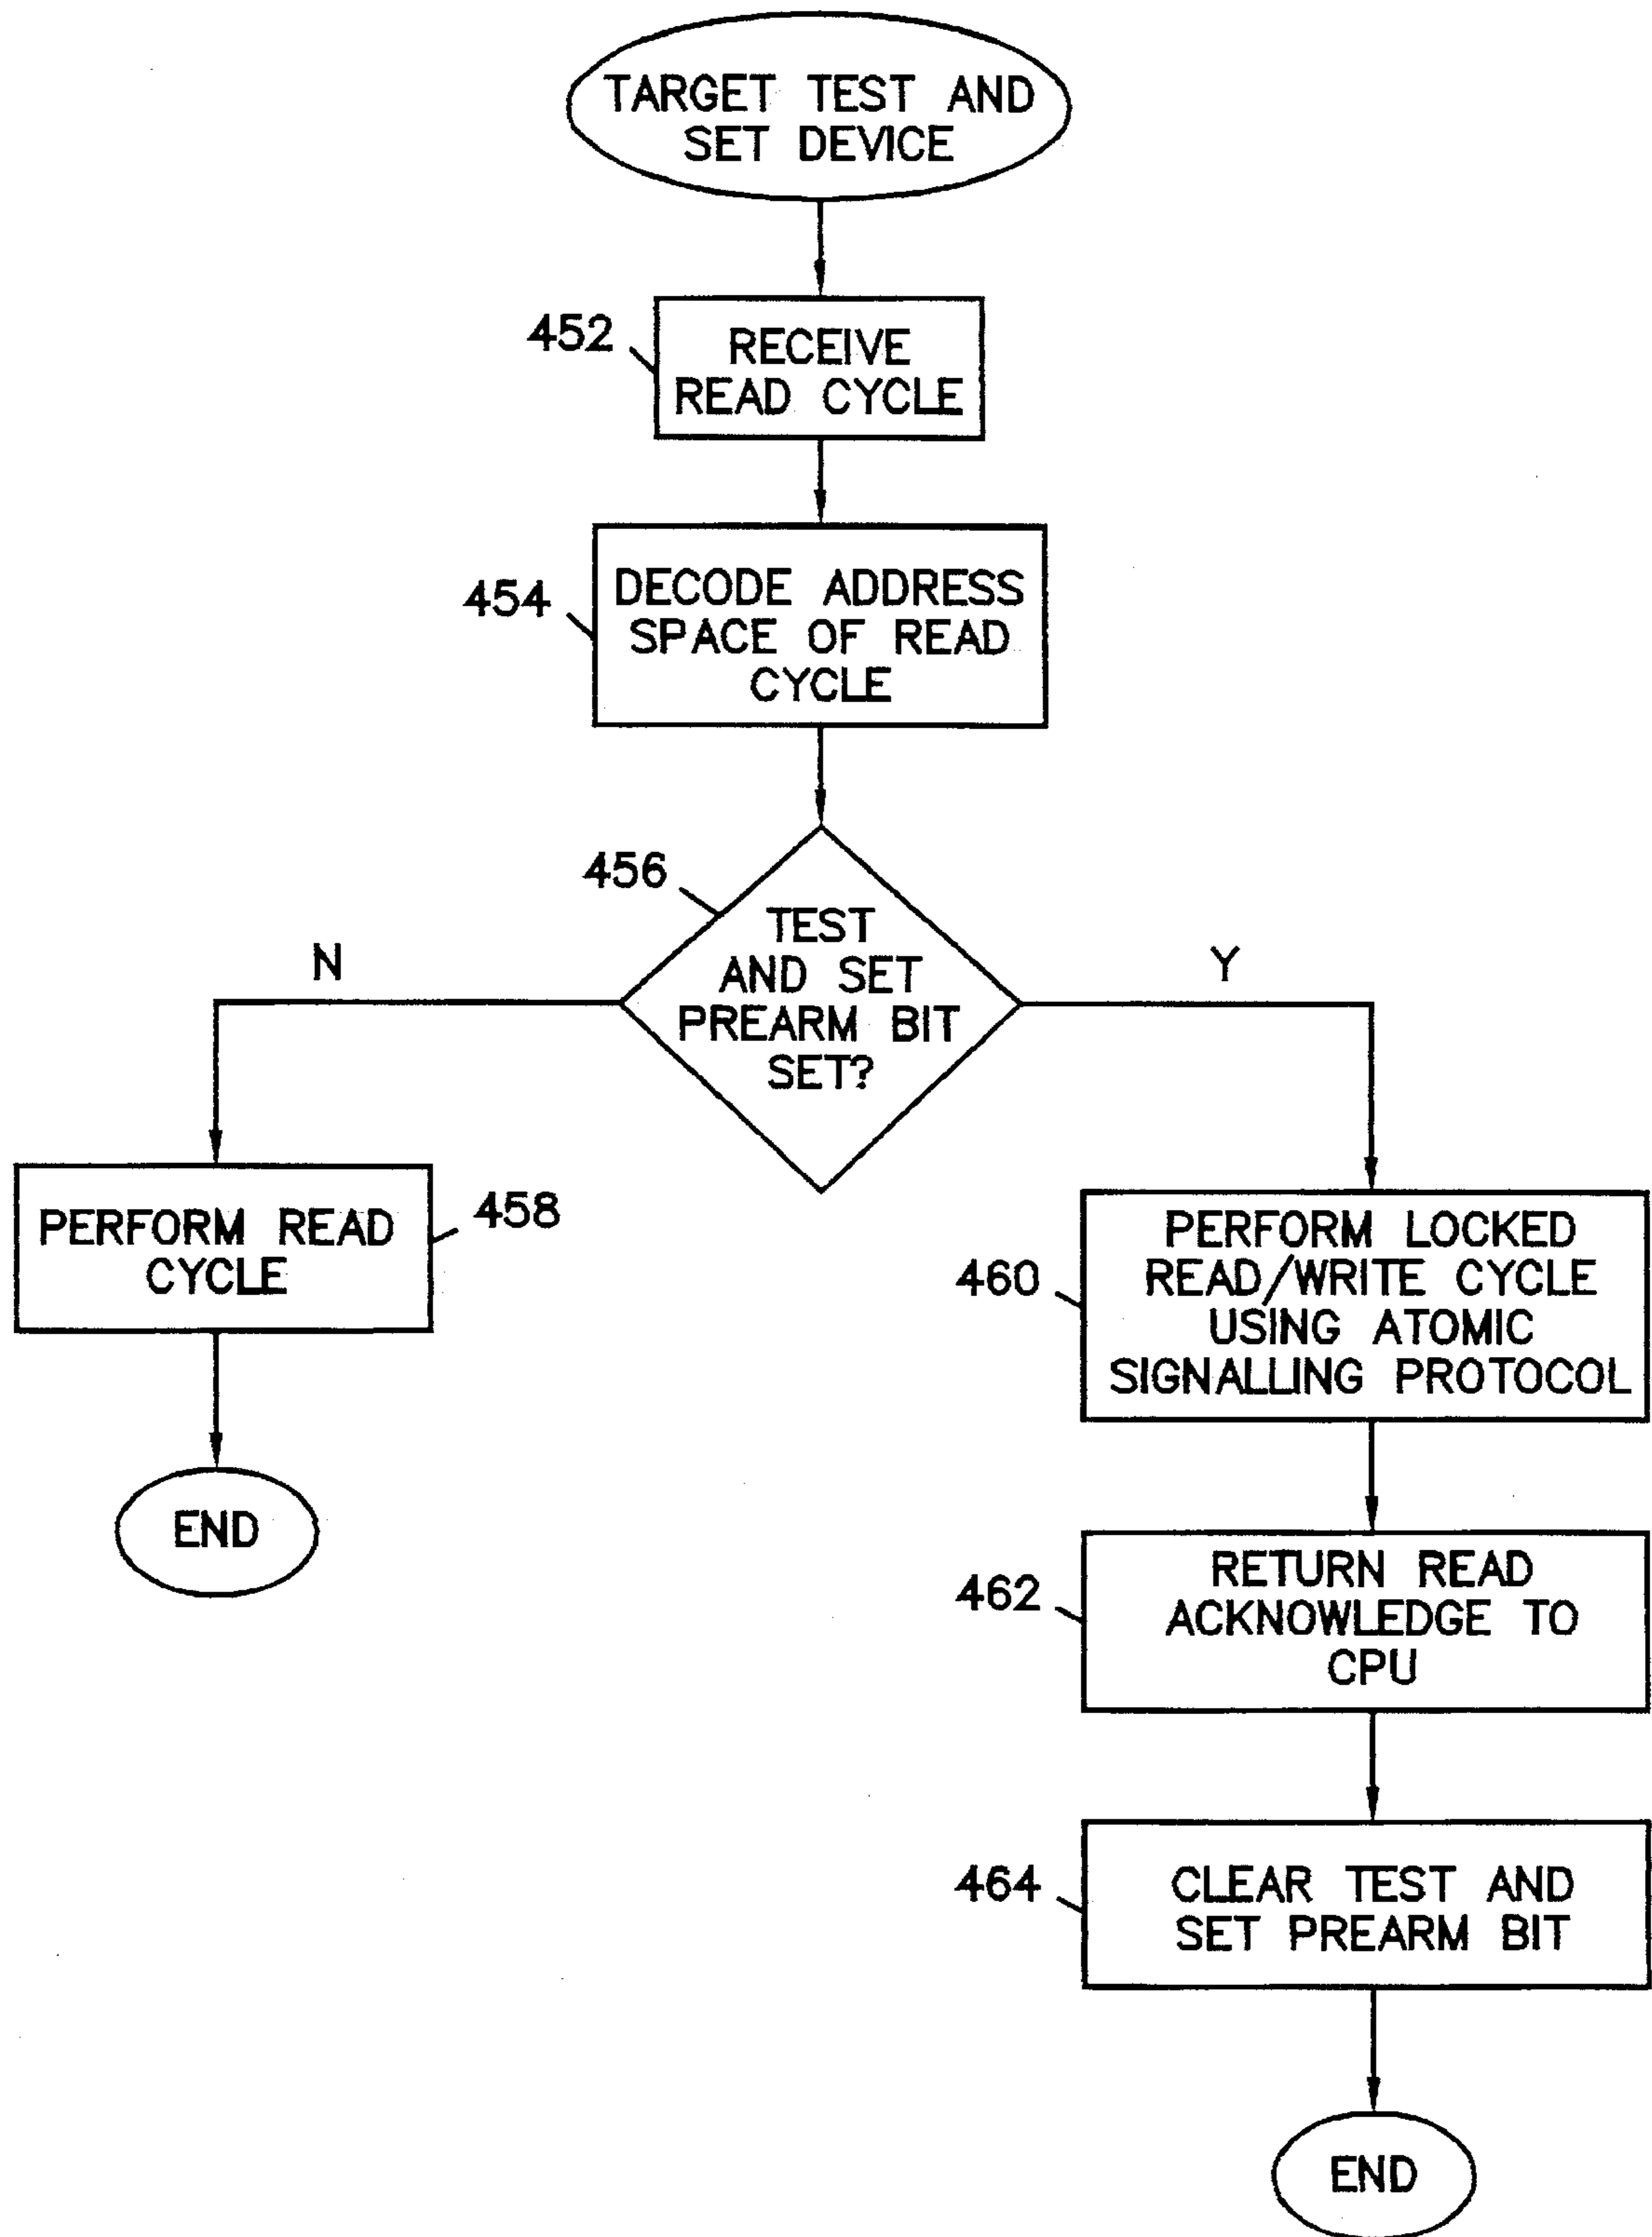 TARGET TEST AND
SET DEVICE
452
RECEIVE
READ CYCLE
454
DECODE ADDRESS
SPACE OF READ
CYCLE
456
TEST
AND SET
PREARM BIT
SET?
N
Y
PERFORM READ
CYCLE
458
END
460
PERFORM LOCKED
READ/WRITE CYCLE
USING ATOMIC
SIGNALLING PROTOCOL
462
RETURN READ
ACKNOWLEDGE TO
CPU
464
CLEAR TEST AND
SET PREARM BIT
END